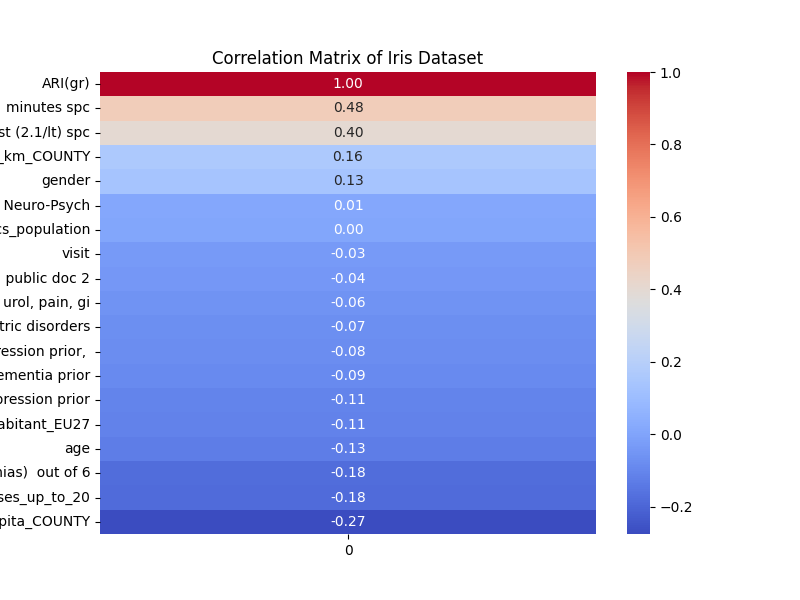 Correlation Matrix of Iris Dataset
ARI(gr) 1.00
minutes spc 0.48
st (2.1/lt) spc 0.40
_km_COUNTY 0.16
gender 0.13
Neuro-Psych 0.01
cs_population 0.00
visit -0.03
public doc 2 -0.04
urol, pain, gi -0.06
tric disorders -0.07
ression prior, -0.08
ementia prior -0.09
pression prior -0.11
abitant_EU27 -0.11
age -0.13
nias) out of 6 -0.18
ses_up_to_20 -0.18
pita_COUNTY -0.27
0
1.0
0.8
0.6
0.4
0.2
0.0
−0.2